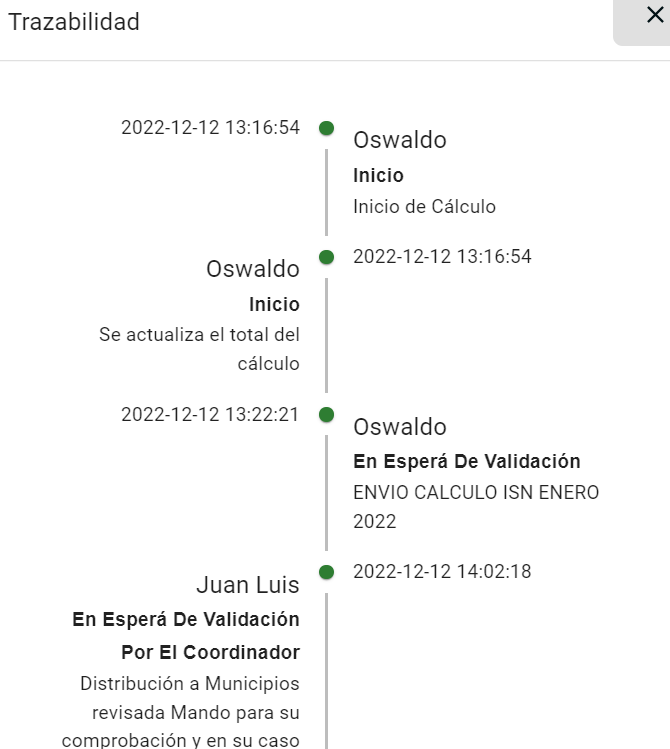 Trazabilidad
2022-12-12 13:16:54
Oswaldo
Inicio
Inicio de Cálculo
2022-12-12 13:16:54
Oswaldo
Inicio
Se actualiza el total del
cálculo
2022-12-12 13:22:21
Oswaldo
En Esperá De Validación
ENVIO CALCULO ISN ENERO
2022
2022-12-12 14:02:18
Juan Luis
En Esperá De Validación
Por El Coordinador
Distribución a Municipios
revisada Mando para su
comprobación y en su caso